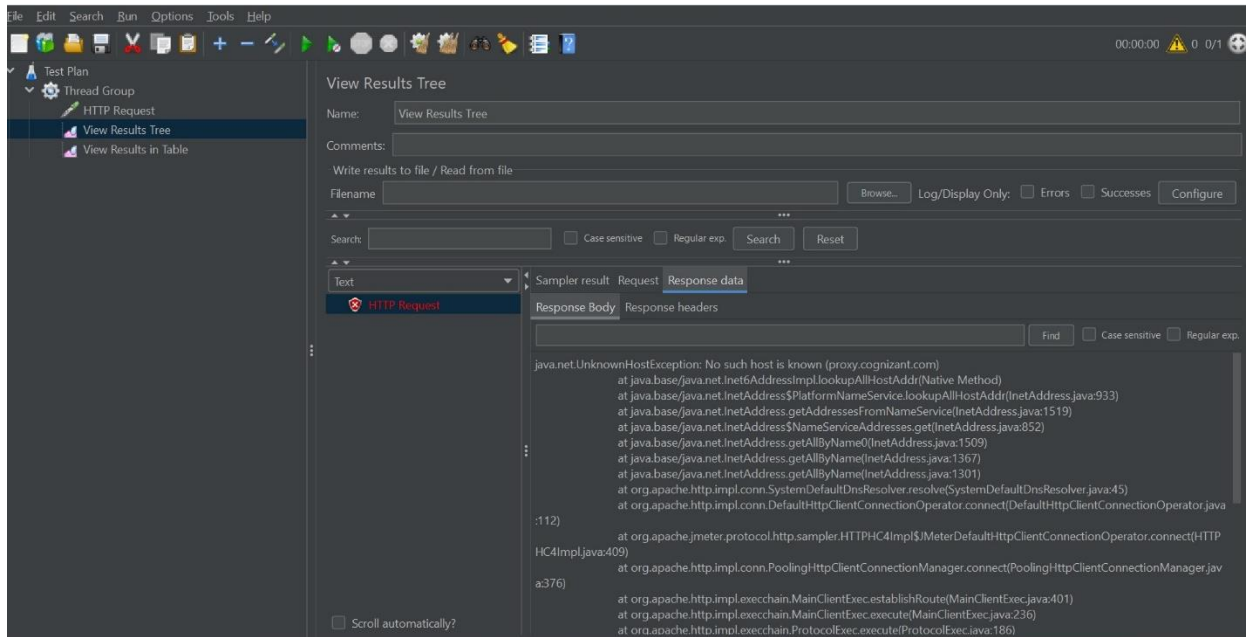 File Edit Search Run Options Tools Help
00:00:00 0 0/1
Test Plan
Thread Group
HTTP Request
View Results Tree
View Results in Table
View Results Tree
Name: View Results Tree
Comments:
Write results to file / Read from file
Filename Browse... Log/Display Only: Errors Successes Configure
Search: Case sensitive Regular exp. Search Reset
Text
HTTP Request
Scroll automatically?
Sampler result Request Response data
Response Body Response headers
Find Case sensitive Regular exp.
java.net.UnknownHostException: No such host is known (proxy.cognizant.com)
at java.base/java.net.Inet6AddressImpl.lookupAllHostAddr(Native Method)
at java.base/java.net.InetAddress$PlatformNameService.lookupAllHostAddr(InetAddress.java:933)
at java.base/java.net.InetAddress.getAddressesFromNameService(InetAddress.java:1519)
at java.base/java.net.InetAddress$NameServiceAddresses.get(InetAddress.java:852)
at java.base/java.net.InetAddress.getAllByName0(InetAddress.java:1509)
at java.base/java.net.InetAddress.getAllByName(InetAddress.java:1367)
at java.base/java.net.InetAddress.getAllByName(InetAddress.java:1301)
at org.apache.http.impl.conn.SystemDefaultDnsResolver.resolve(SystemDefaultDnsResolver.java:45)
at org.apache.http.impl.conn.DefaultHttpClientConnectionOperator.connect(DefaultHttpClientConnectionOperator.java
:112)
at org.apache.jmeter.protocol.http.sampler.HTTPHC4Impl$JMeterDefaultHttpClientConnectionOperator.connect(HTTP
HC4Impl.java:409)
at org.apache.http.impl.conn.PoolingHttpClientConnectionManager.connect(PoolingHttpClientConnectionManager.jav
a:376)
at org.apache.http.impl.execchain.MainClientExec.establishRoute(MainClientExec.java:401)
at org.apache.http.impl.execchain.MainClientExec.execute(MainClientExec.java:236)
at org.apache.http.impl.execchain.ProtocolExec.execute(ProtocolExec.java:186)